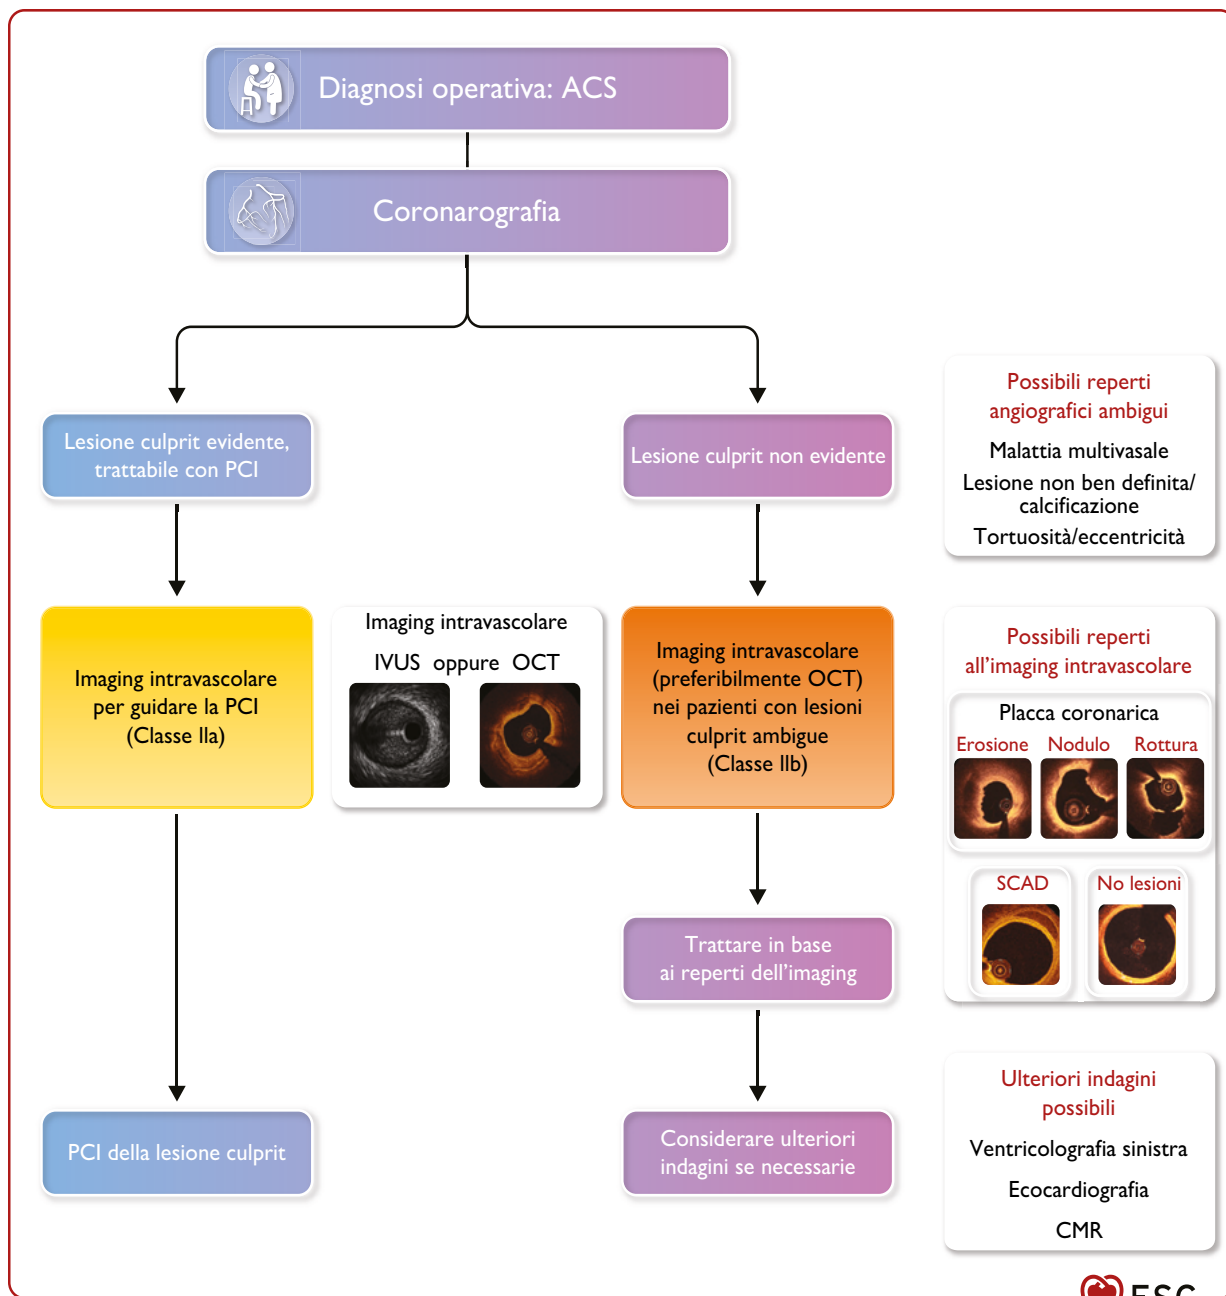 Diagnosi operativa: ACS
Coronarografia
Lesione culprit evidente,
trattabile con PCI
Lesione culprit non evidente
Possibili reperti
angiografici ambigui
Malattia multivasale
Lesione non ben definita/
calcificazione
Tortuosità/eccentricità
Imaging intravascolare
per guidare la PCI
(Classe IIa)
Imaging intravascolare
IVUS oppure OCT
Imaging intravascolare
(preferibilmente OCT)
nei pazienti con lesioni
culprit ambigue
(Classe IIb)
Possibili reperti
all'imaging intravascolare
Placca coronarica
Erosione Nodulo Rottura
SCAD No lesioni
Trattare in base
ai reperti dell'imaging
PCI della lesione culprit
Considerare ulteriori
indagini se necessarie
Ulteriori indagini
possibili
Ventricolografia sinistra
Ecocardiografia
CMR
ESC